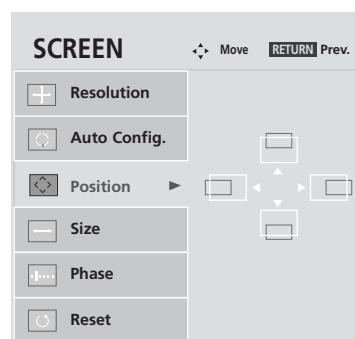 SCREEN Move RETURN Prev.
Resolution
Auto Config.
Position
Size
Phase
Reset